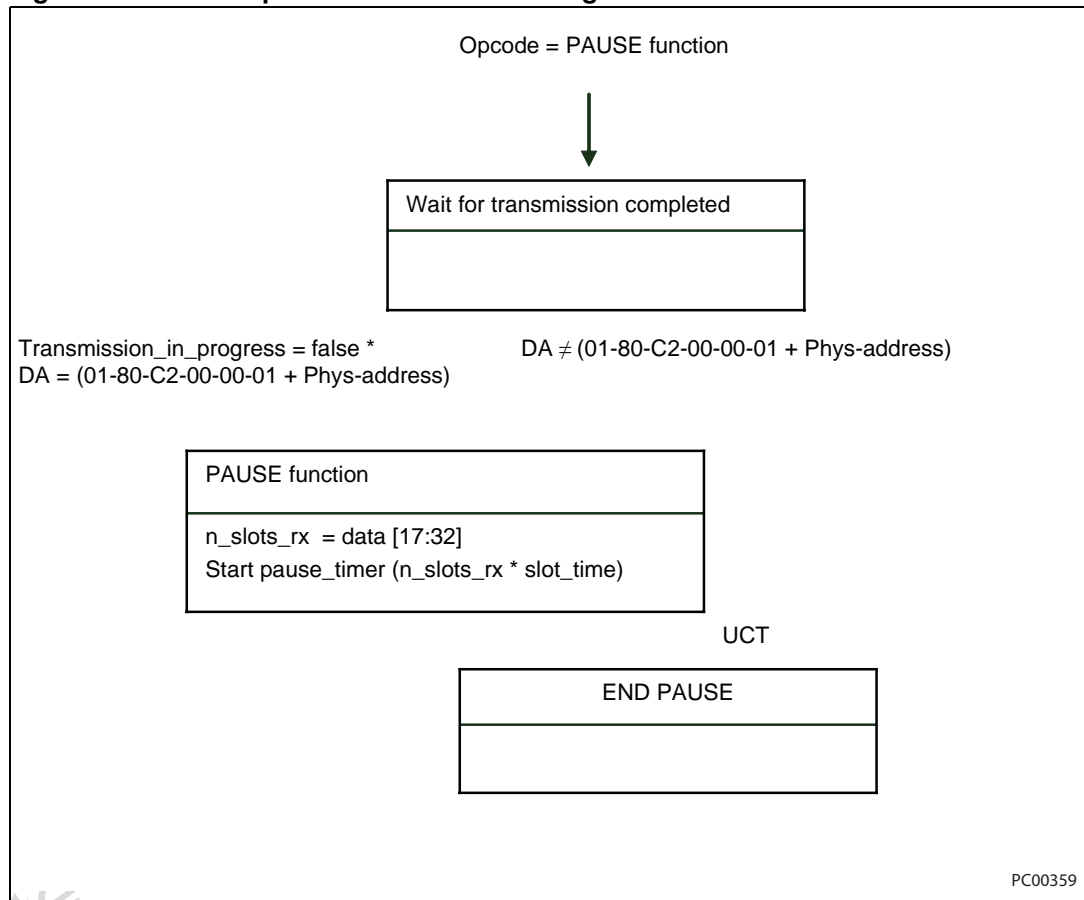 Opcode = PAUSE function
Wait for transmission completed
Transmission_in_progress = false *
DA = (01-80-C2-00-00-01 + Phys-address)
DA ≠ (01-80-C2-00-00-01 + Phys-address)
PAUSE function
n_slots_rx = data [17:32]
Start pause_timer (n_slots_rx * slot_time)
UCT
END PAUSE
PC00359